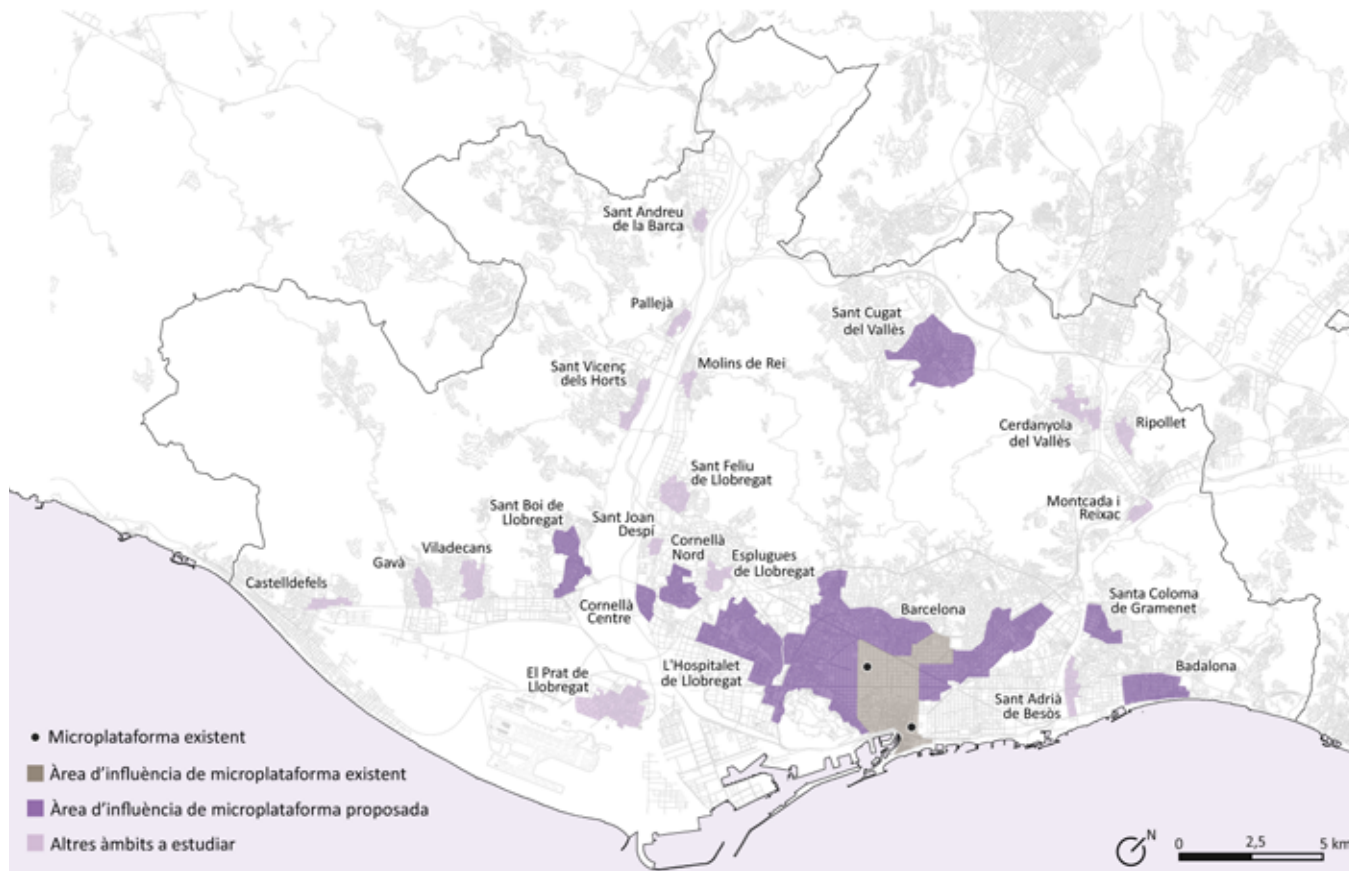 Sant Andreu
de la Barca
Pallejà
Sant Cugat
del Vallès
Sant Vicenç
dels Horts
Molins de Rei
Cerdanyola
del Vallès
Ripollet
Sant Feliu
de Llobregat
Montcada i
Reixac
Sant Boi de
Llobregat
Sant Joan
Despí
Cornellà
Nord
Esplugues
de Llobregat
Viladecans
Gavà
Castelldefels
Cornellà
Centre
Barcelona
Santa Coloma
de Gramenet
L'Hospitalet
de Llobregat
El Prat de
Llobregat
Badalona
Sant Adrià
de Besòs
Microplataforma existent
Àrea d'influència de microplataforma existent
Àrea d'influència de microplataforma proposada
Altres àmbits a estudiar
N
0 2,5 5 km